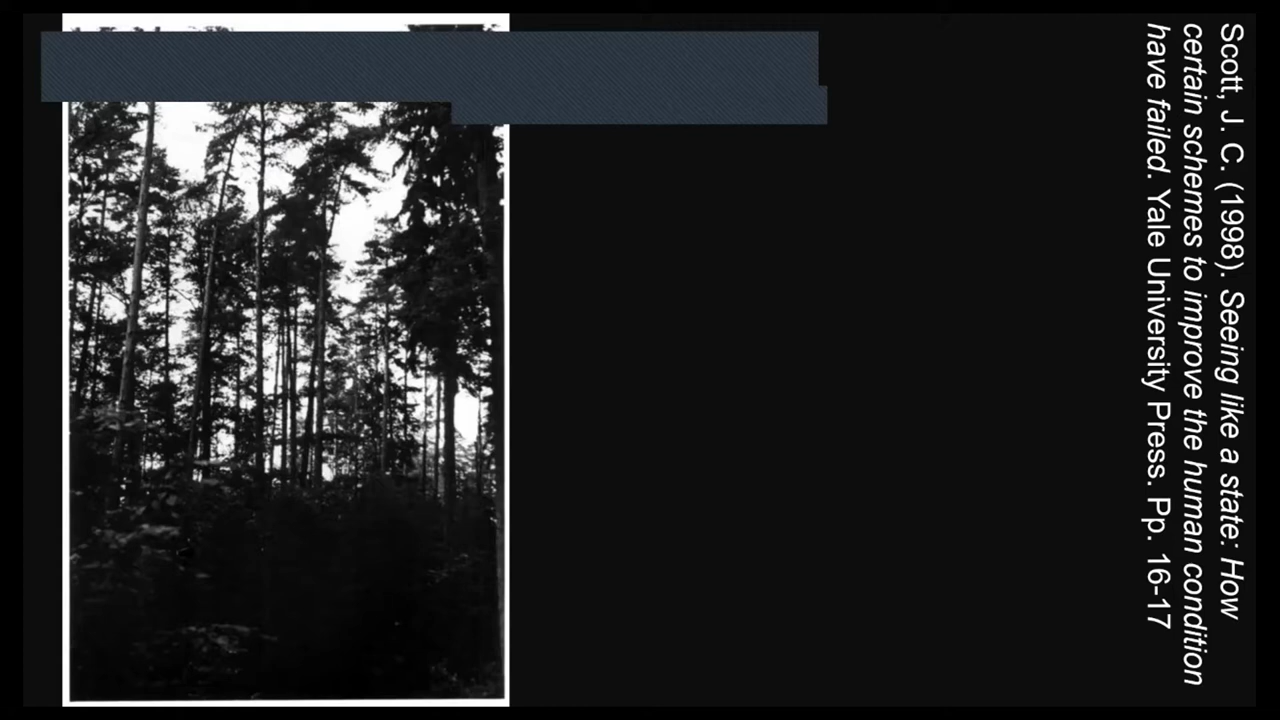 Scott, J. C. (1998). Seeing like a state: How
certain schemes to improve the human condition
have failed. Yale University Press. Pp. 16-17